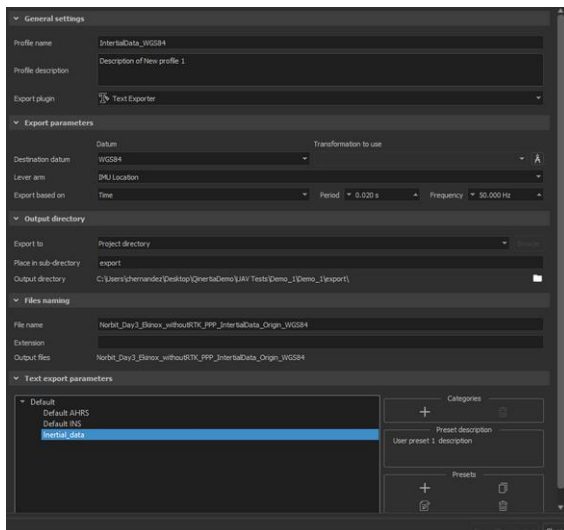 General settings
Profile name IntertialData_WGS84
Profile description Description of New profile 1
Export plugin Text Exporter
Export parameters
Datum Transformation to use
Destination datum WGS84
Lever arm IMU Location
Export based on Time Period 0.020 s Frequency 50.000 Hz
Output directory
Export to Project directory
Place in sub-directory export
Output directory C:\Users\chernandez\Desktop\QinertiaDemo\UAV Tests\Demo_1\Demo_1\export\
Files naming
File name Norbit_Day3_Ekinox_withoutRTK_PPP_IntertialData_Origin_WGS84
Extension
Output files Norbit_Day3_Ekinox_withoutRTK_PPP_IntertialData_Origin_WGS84
Text export parameters
Default
Default AHRS
Default INS
Inertial_data
Categories
Preset description
User preset 1 description
Presets